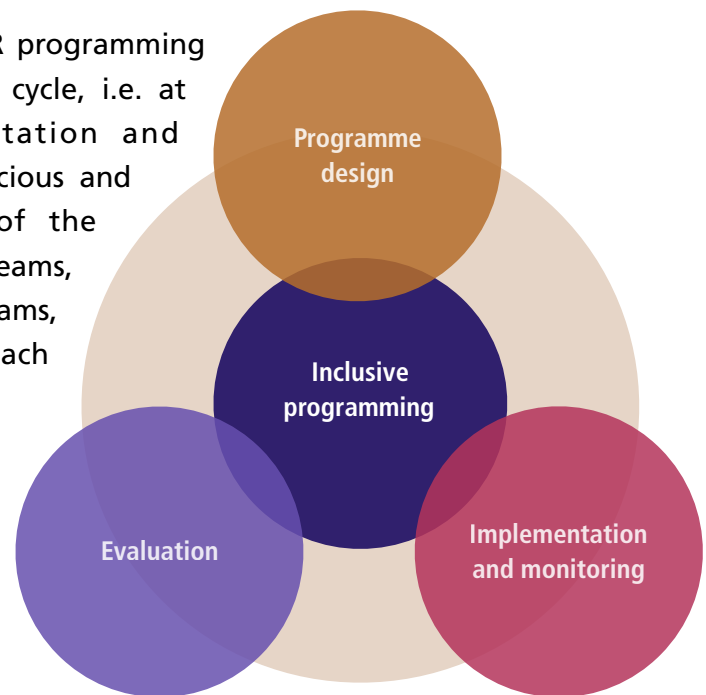 R programming
cycle, i.e. at
tation and
cious and
of the
eams,
ams,
ach
Programme
design
Inclusive
programming
Evaluation
Implementation
and monitoring